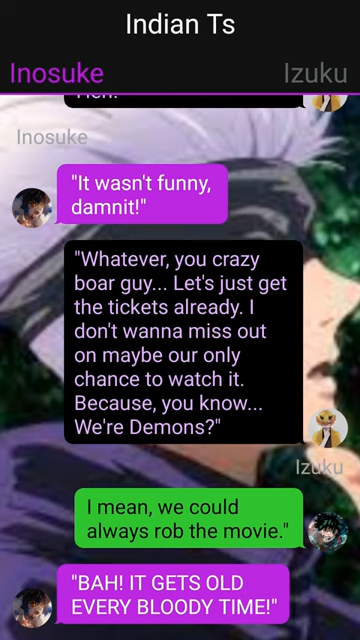 Indian Ts
Inosuke
Izuku
Inosuke
"It wasn't funny,
damnit!"
"Whatever, you crazy
boar guy... Let's just get
the tickets already. I
don't wanna miss out
on maybe our only
chance to watch it.
Because, you know...
We're Demons?"
Izuku
I mean, we could
always rob the movie."
"BAH! IT GETS OLD
EVERY BLOODY TIME!"